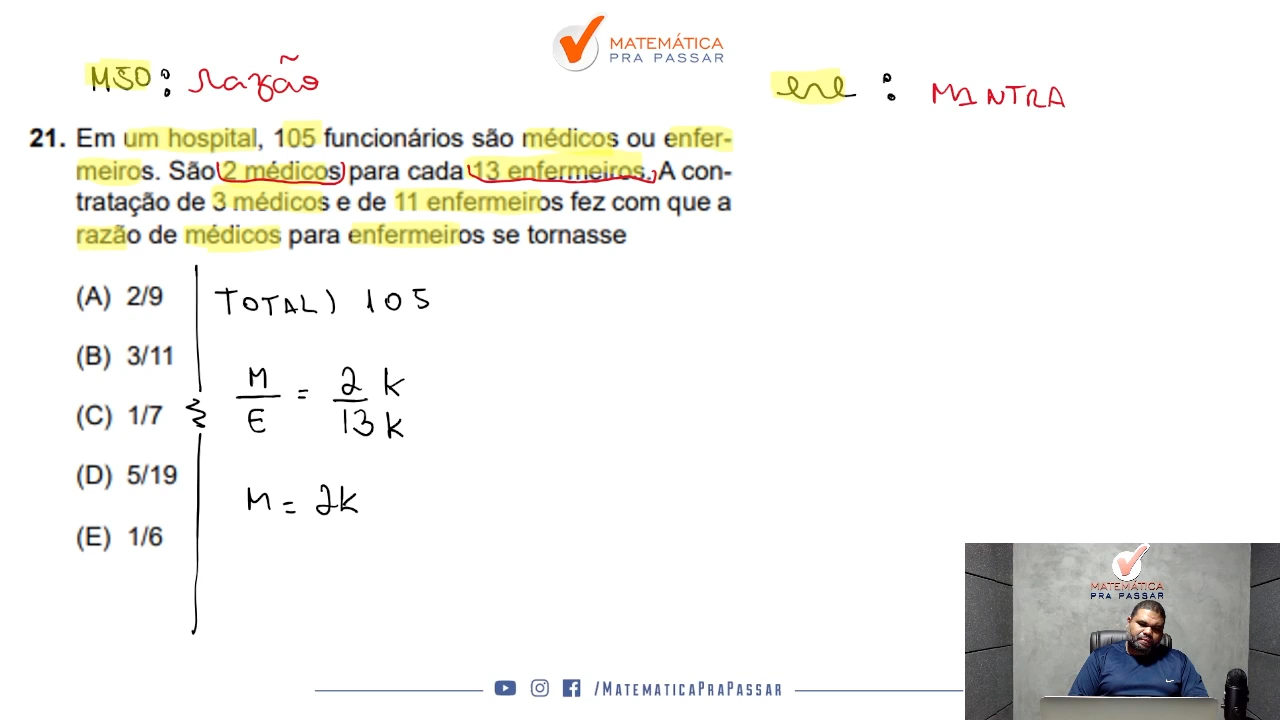 MATEMÁTICA
PRA PASSAR
MSO : razão
ene : M1NTRA
21. Em um hospital, 105 funcionários são médicos ou enfer-
meiros. São 2 médicos para cada 13 enfermeiros. A con-
tratação de 3 médicos e de 11 enfermeiros fez com que a
razão de médicos para enfermeiros se tornasse
(A) 2/9
(B) 3/11
(C) 1/7
(D) 5/19
(E) 1/6
TOTAL) 105
M/E = 2k/13k
M = 2k
MATEMÁTICA
PRA PASSAR
/MATEMATICAPRAPASSAR